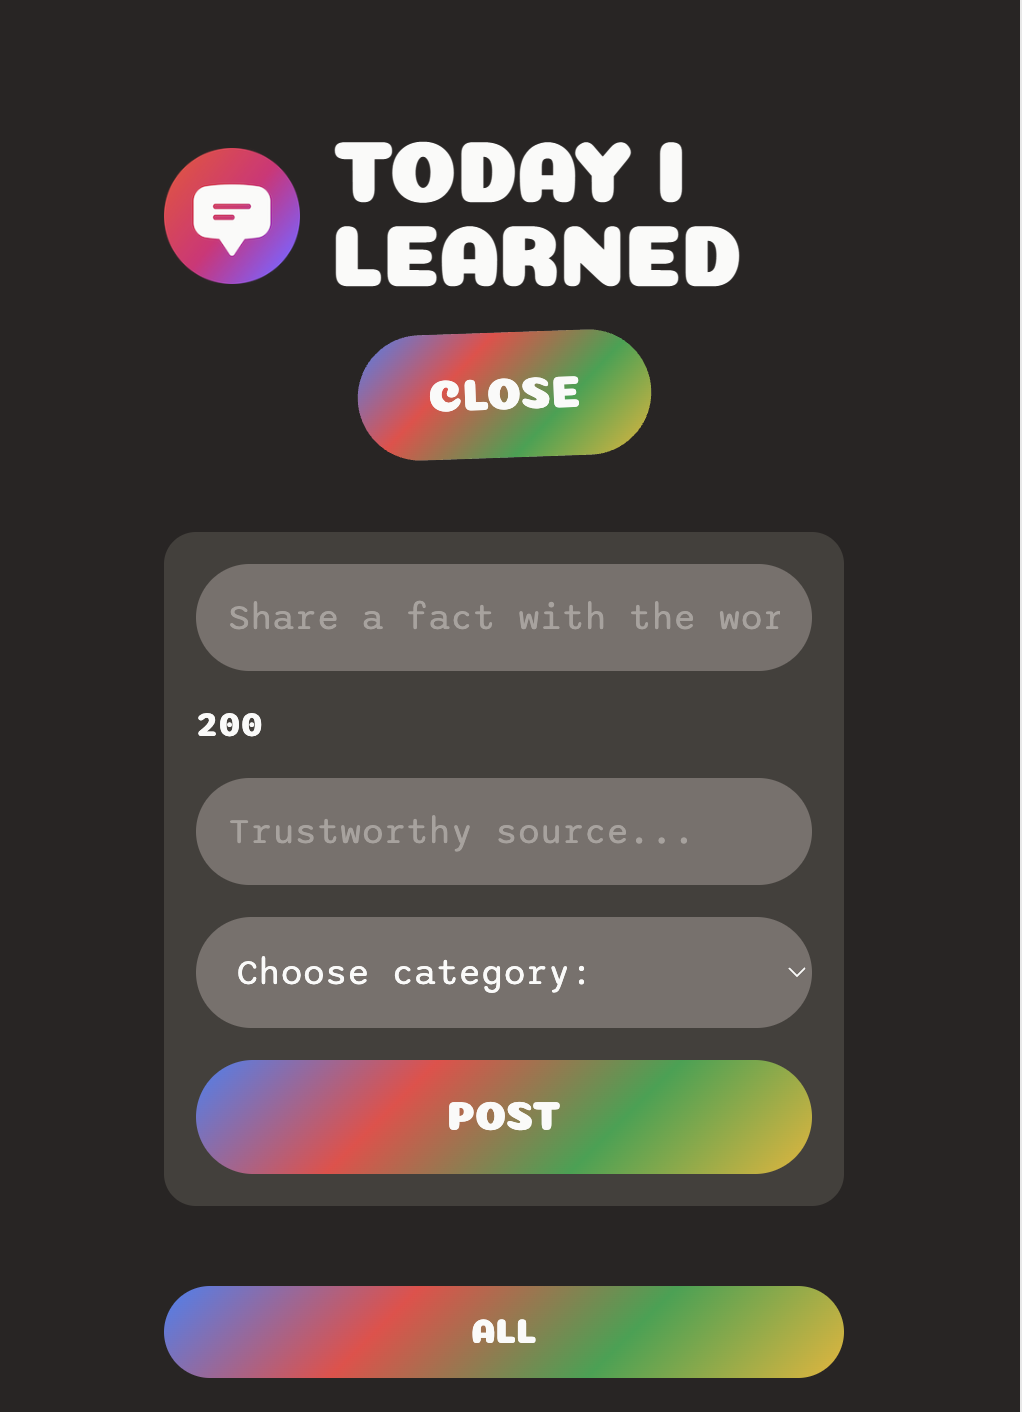 TODAY I
LEARNED
CLOSE
Share a fact with the wor
200
Trustworthy source...
Choose category:
POST
ALL